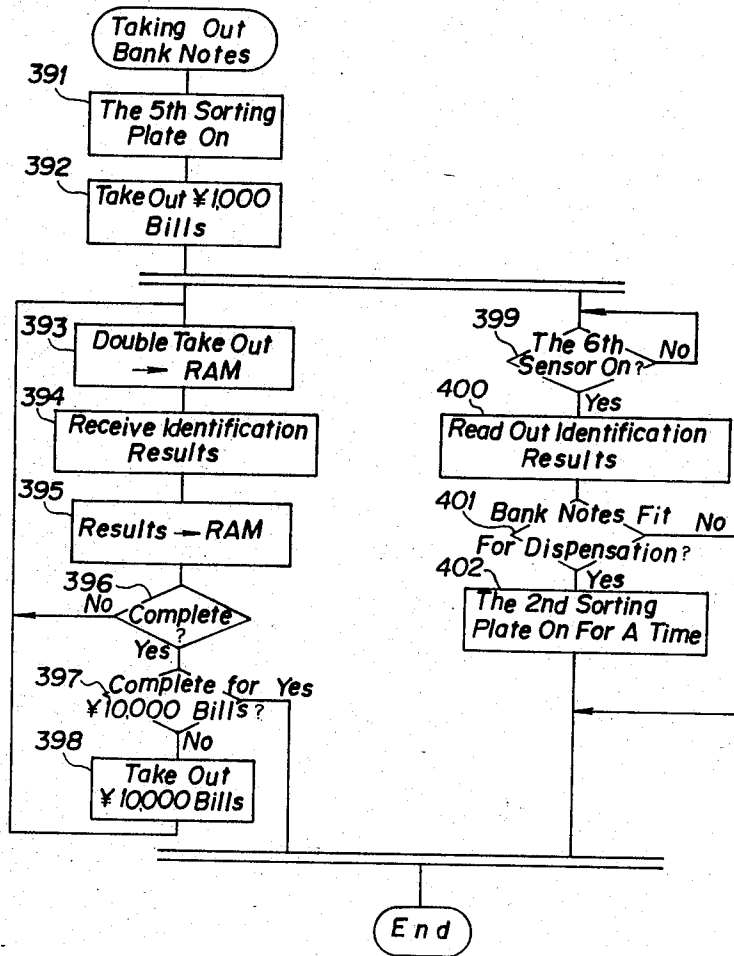 Taking Out
Bank Notes
391
The 5th Sorting
Plate On
392
Take Out ¥1,000
Bills
393
Double Take Out
→ RAM
394
Receive Identification
Results
395
Results → RAM
396
No
Complete
?
Yes
397
Complete for Yes
¥10,000 Bills?
No
398
Take Out
¥10,000 Bills
399
The 6th
Sensor On?
No
Yes
400
Read Out Identification
Results
401
Bank Notes Fit
For Dispensation?
No
Yes
402
The 2nd Sorting
Plate On For A Time
End